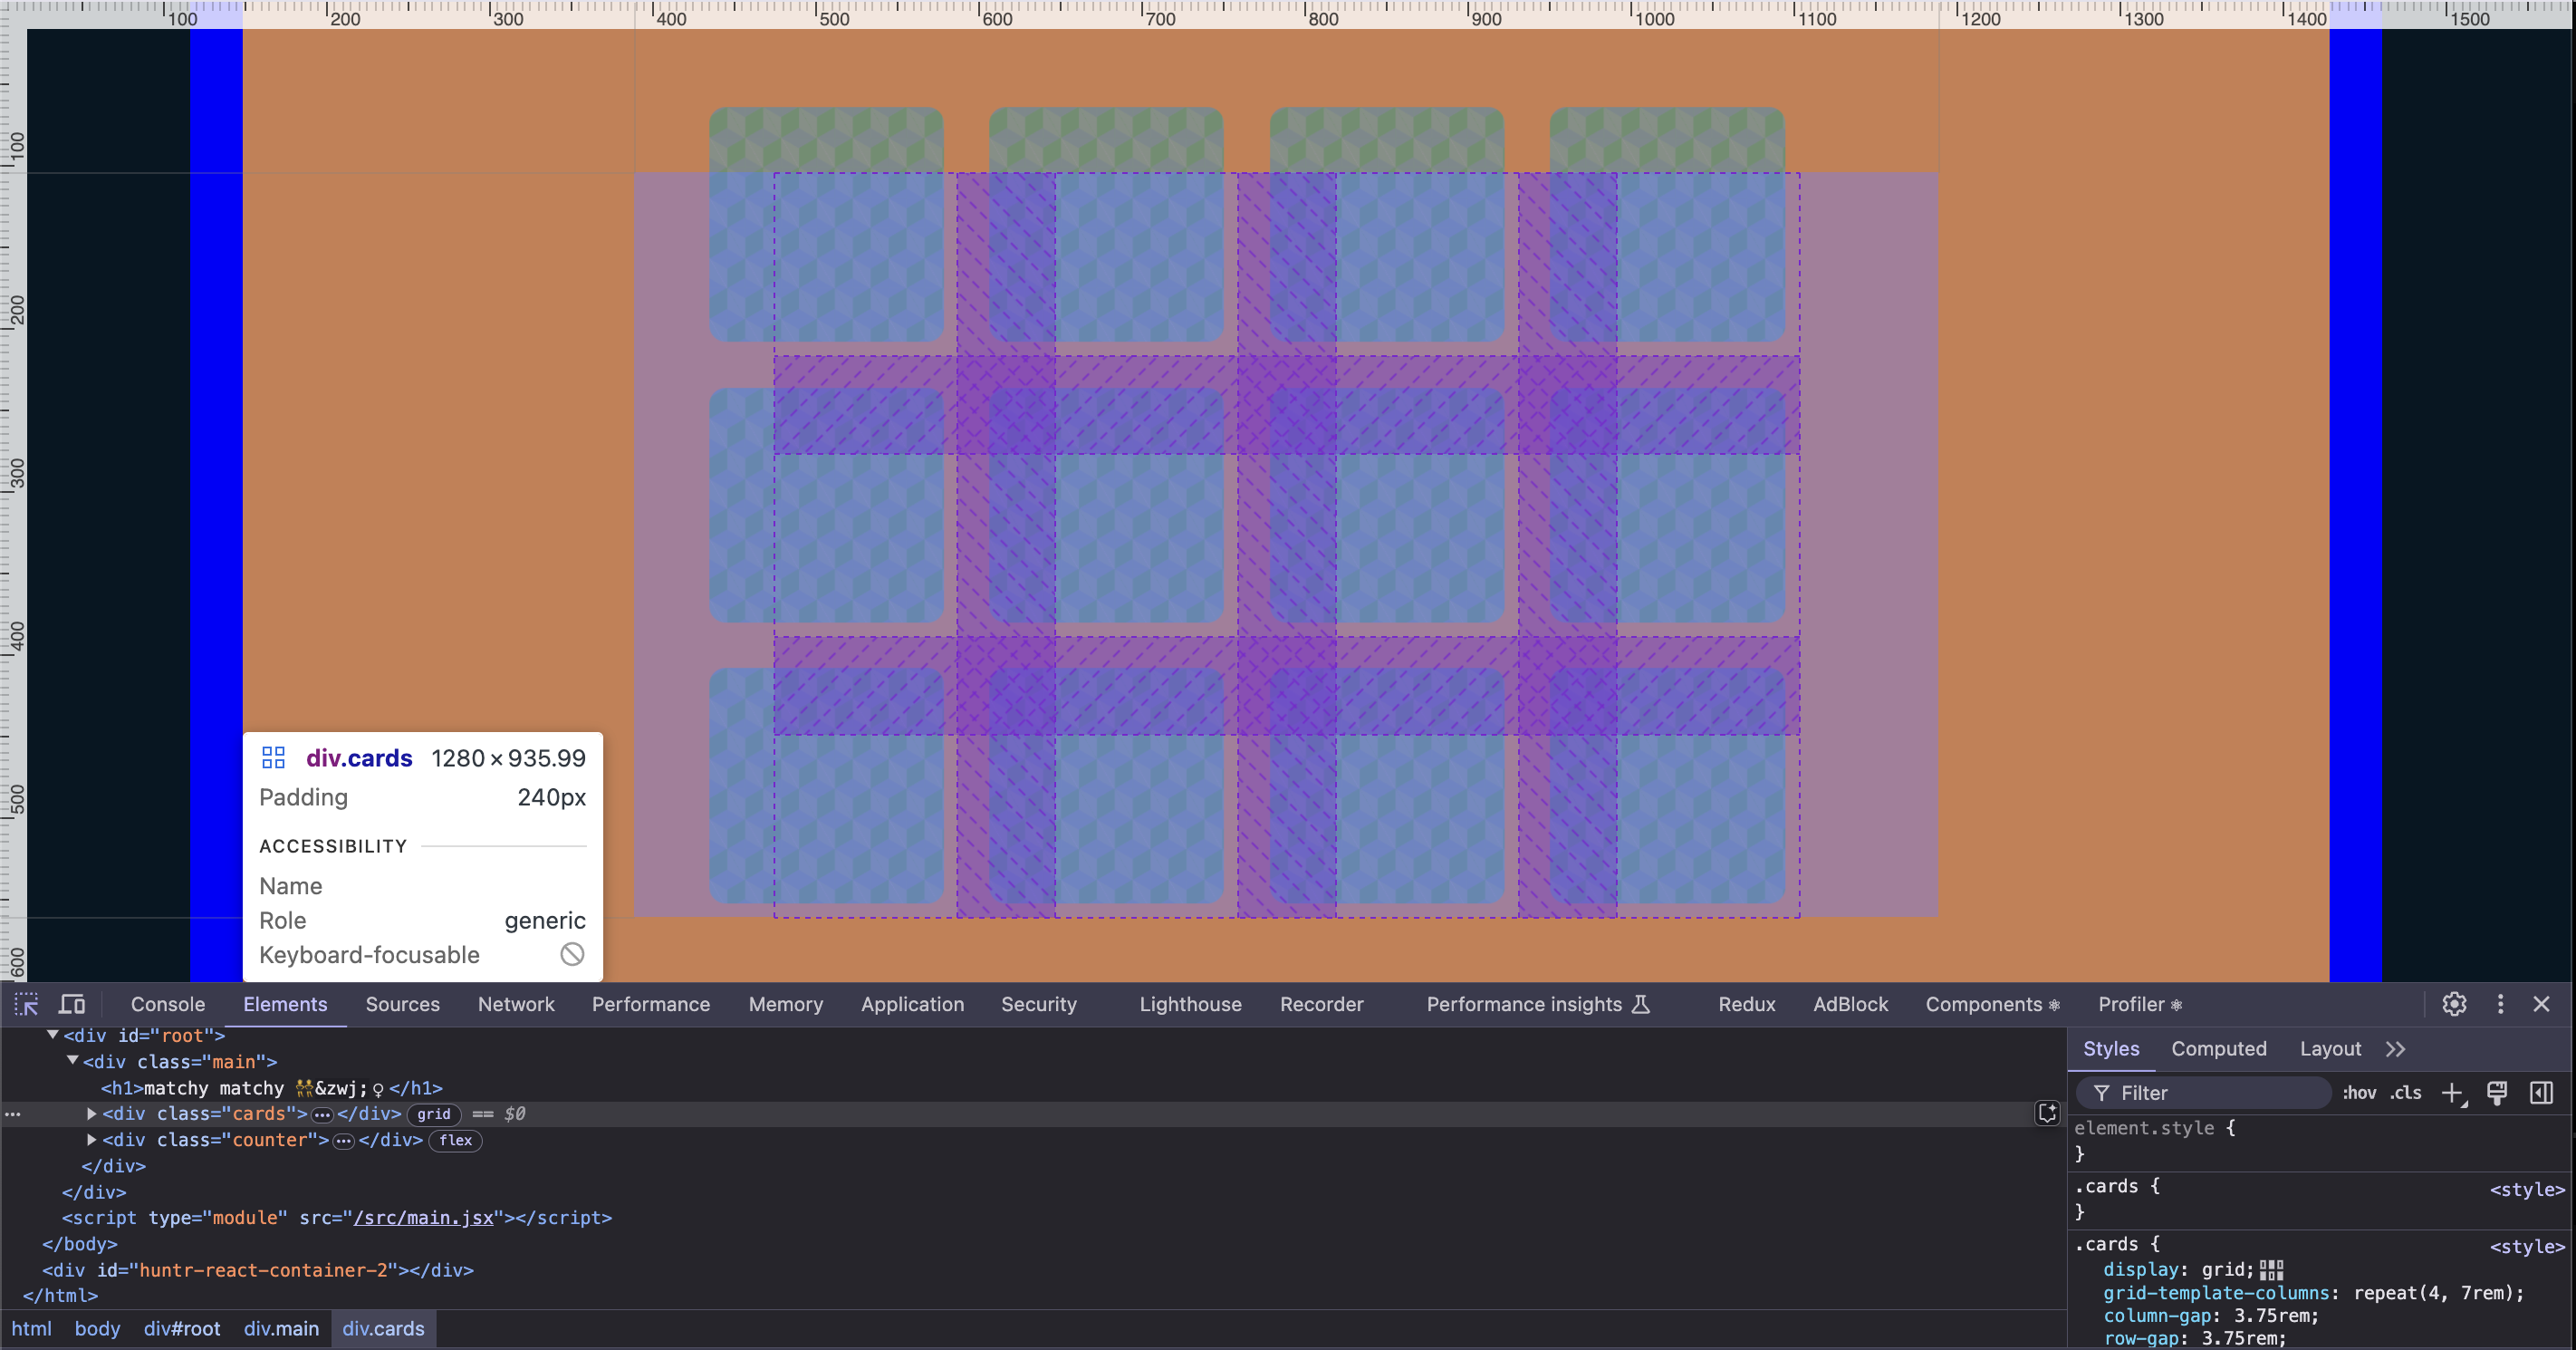 100 200 300 400 500 600 700 800 900 1000 1100 1200 1300 1400 1500
100
200
300
400
500
600
div.cards 1280 × 935.99
Padding 240px
ACCESSIBILITY
Name
Role generic
Keyboard-focusable
Console Elements Sources Network Performance Memory Application Security Lighthouse Recorder Performance insights Redux AdBlock Components ⚛ Profiler ⚛
<div id="root">
<div class="main">
<h1>matchy matchy 👯&zwj;♀</h1>
<div class="cards">…</div> grid == $0
<div class="counter">…</div> flex
</div>
</div>
<script type="module" src="/src/main.jsx"></script>
</body>
<div id="huntr-react-container-2"></div>
</html>
html body div#root div.main div.cards
Styles Computed Layout
Filter :hov .cls
element.style {
}
.cards { <style>
}
.cards { <style>
display: grid;
grid-template-columns: repeat(4, 7rem);
column-gap: 3.75rem;
row-gap: 3.75rem;